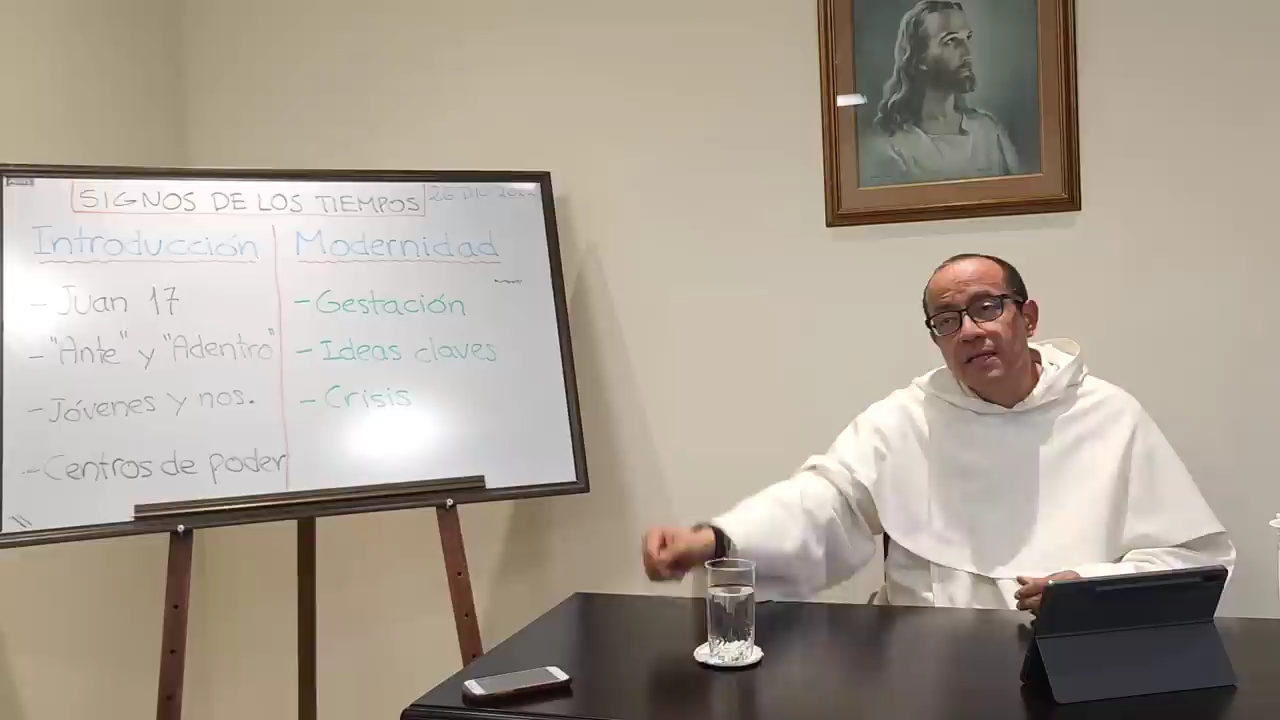 SIGNOS DE LOS TIEMPOS
Introducción
- Juan 17
- "Ante" y "Adentro"
- Jóvenes y nos.
- Centros de poder
Modernidad
- Gestación
- Ideas claves
- Crisis